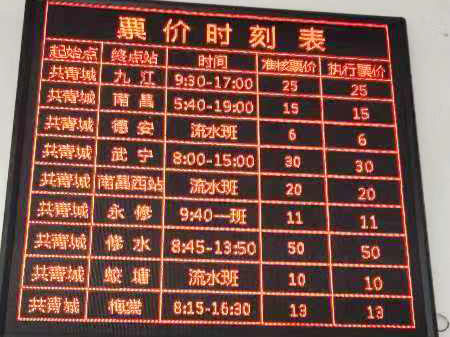 票价时刻表
起始点 终点站 时间 准核票价 执行票价
共青城 九江 9:30-17:00 25 25
共青城 南昌 5:40-19:00 15 15
共青城 德安 流水班 6 6
共青城 武宁 8:00-15:00 30 30
共青城 南昌西站 流水班 20 20
共青城 永修 9:40一班 11 11
共青城 修水 8:45-13:50 50 50
共青城 蛟塘 流水班 10 10
共青城 梅棠 8:15-16:30 13 13